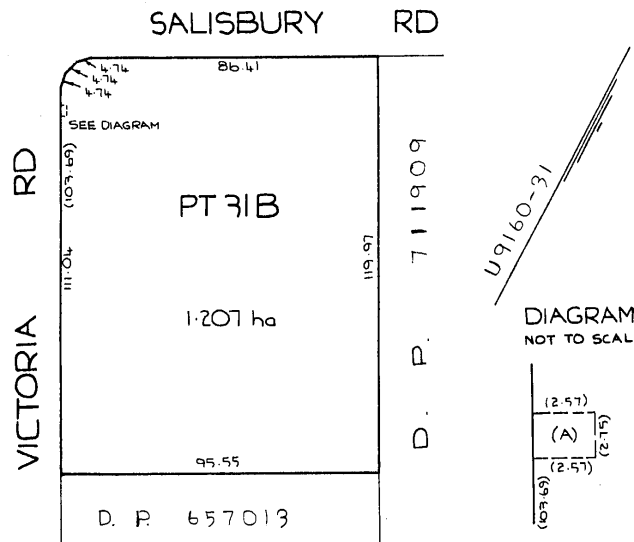 SALISBURY RD
86.41
4.74
4.74
4.74
SEE DIAGRAM
VICTORIA RD
(103.69)
111.04
PT 31B
1.207 ha
119.97
D. P. 711909
95.55
D. P. 657013
U9160-31
DIAGRAM
NOT TO SCAL
(2.57)
(A)
(2.75)
(2.57)
(103.69)